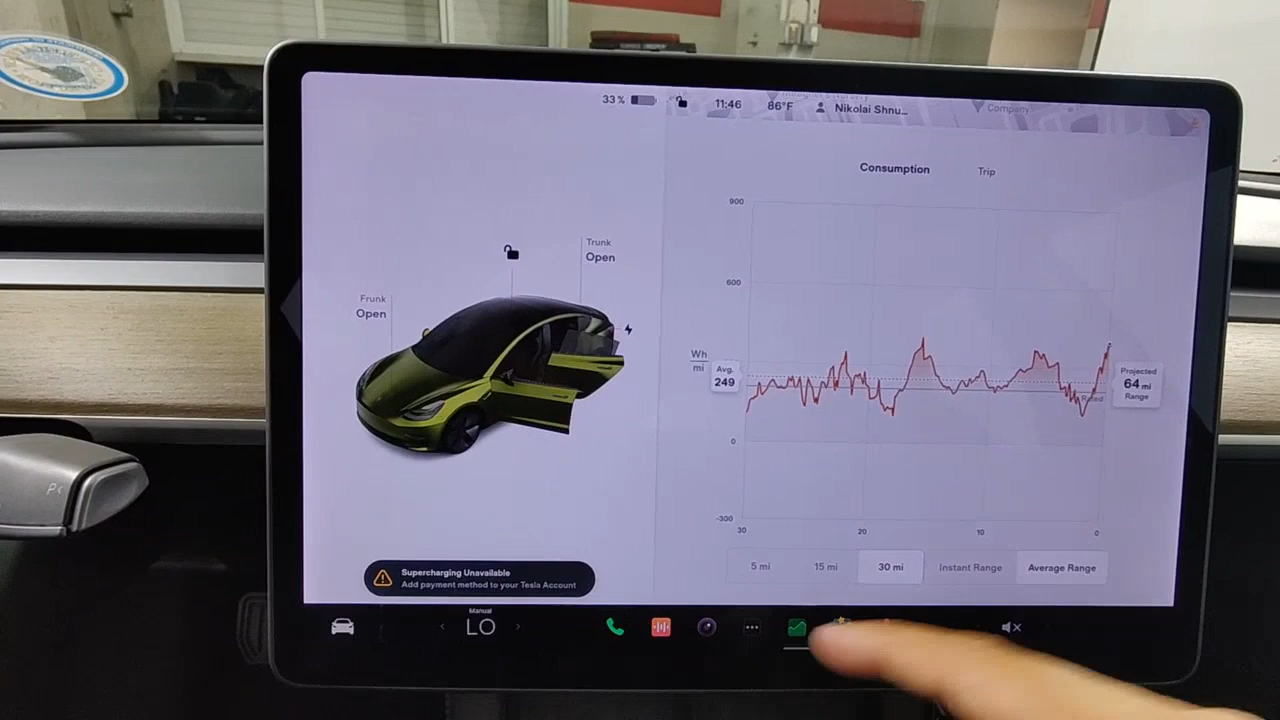 33 %
11:46
86°F
Nikolai Shnu...
Company
Consumption
Trip
900
600
Wh
mi
Avg.
249
0
-300
30
20
10
0
Rated
Projected
64 mi
Range
Trunk
Open
Frunk
Open
Supercharging Unavailable
Add payment method to your Tesla Account
5 mi
15 mi
30 mi
Instant Range
Average Range
Manual
LO
P